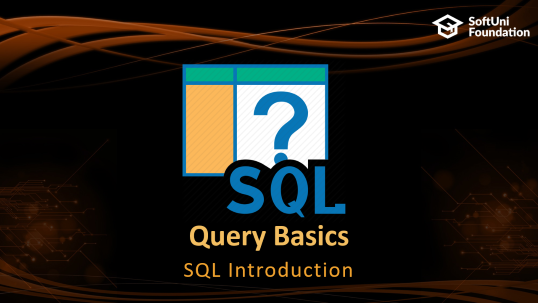 SoftUni
Foundation
?
SQL
Query Basics
SQL Introduction